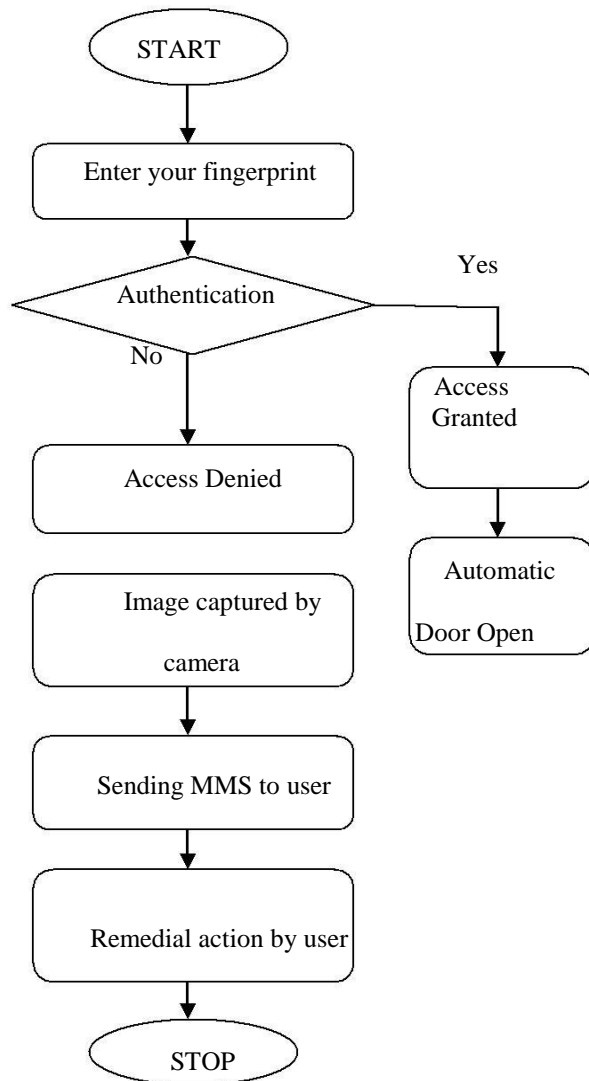 START
Enter your fingerprint
Yes
Authentication
No
Access
Granted
Access Denied
Automatic
Door Open
Image captured by
camera
Sending MMS to user
Remedial action by user
STOP